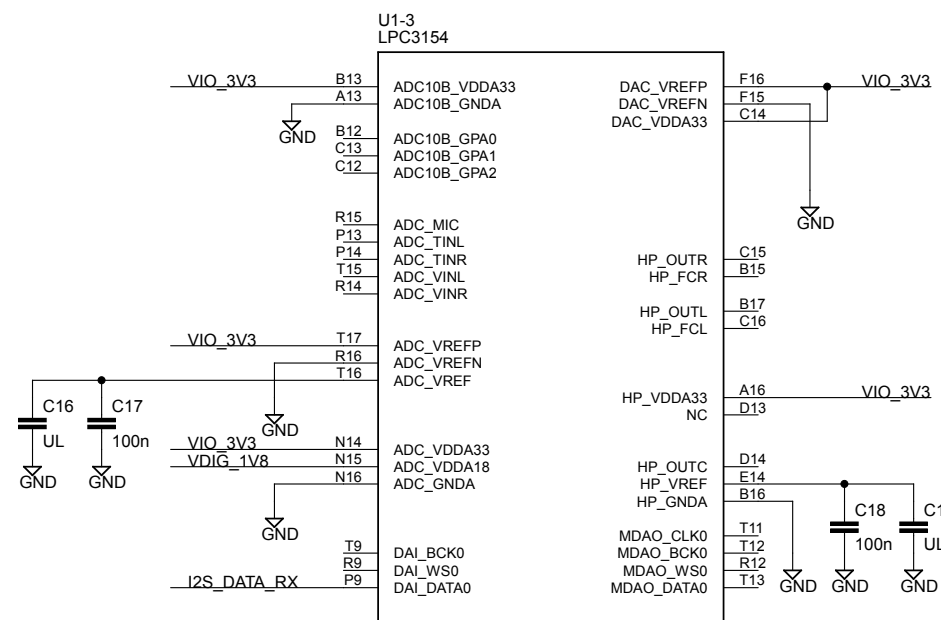 U1-3
LPC3154
VIO_3V3 B13 ADC10B_VDDA33 DAC_VREFP F16 VIO_3V3
A13 ADC10B_GNDA DAC_VREFN F15
DAC_VDDA33 C14
GND
B12 ADC10B_GPA0
C13 ADC10B_GPA1
C12 ADC10B_GPA2
GND
R15 ADC_MIC
P13 ADC_TINL
P14 ADC_TINR HP_OUTR C15
T15 ADC_VINL HP_FCR B15
R14 ADC_VINR
HP_OUTL B17
HP_FCL C16
VIO_3V3 T17 ADC_VREFP
R16 ADC_VREFN
T16 ADC_VREF
HP_VDDA33 A16 VIO_3V3
NC D13
C16 C17
UL 100n
GND
VIO_3V3 N14 ADC_VDDA33
VDIG_1V8 N15 ADC_VDDA18 HP_OUTC D14
GND GND N16 ADC_GNDA HP_VREF E14
HP_GNDA B16
C18
GND
MDAO_CLK0 T11
100n
T9 DAI_BCK0 MDAO_BCK0 T12
R9 DAI_WS0 MDAO_WS0 R12
I2S_DATA_RX P9 DAI_DATA0 MDAO_DATA0 T13
GND GND GND